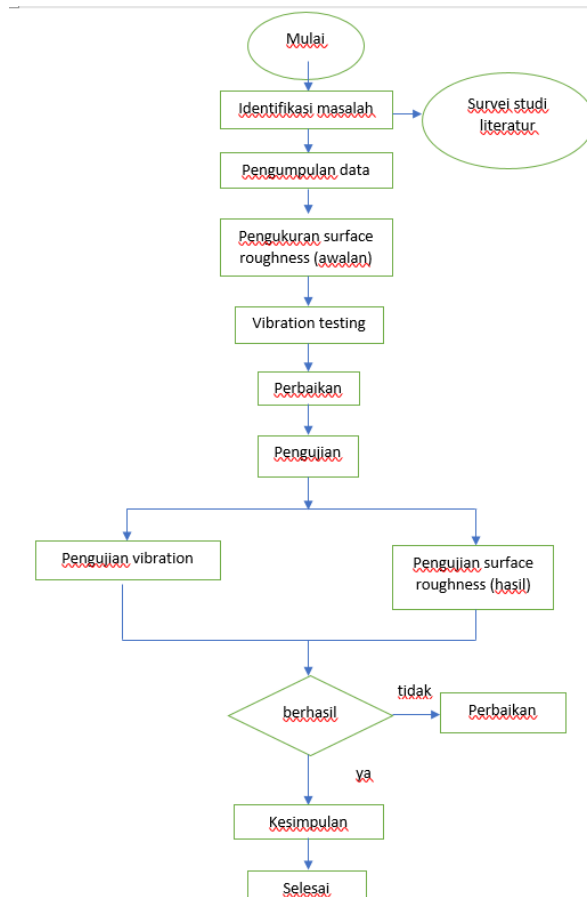 Mulai
Identifikasi masalah
Survei studi
literatur
Pengumpulan data
Pengukuran surface
roughness (awalan)
Vibration testing
Perbaikan
Pengujian
Pengujian vibration
Pengujian surface
roughness (hasil)
berhasil
tidak
Perbaikan
ya
Kesimpulan
Selesai